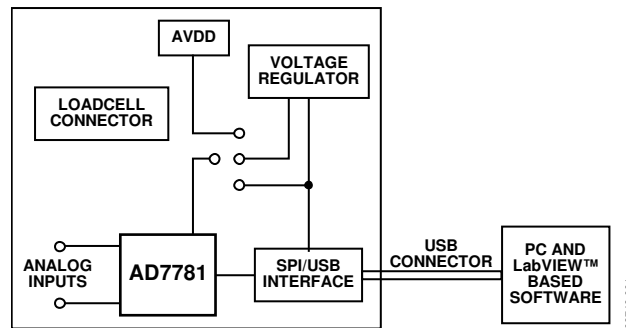 AVDD
VOLTAGE
REGULATOR
LOADCELL
CONNECTOR
ANALOG
INPUTS
AD7781
SPI/USB
INTERFACE
USB
CONNECTOR
PC AND
LabVIEW™
BASED
SOFTWARE